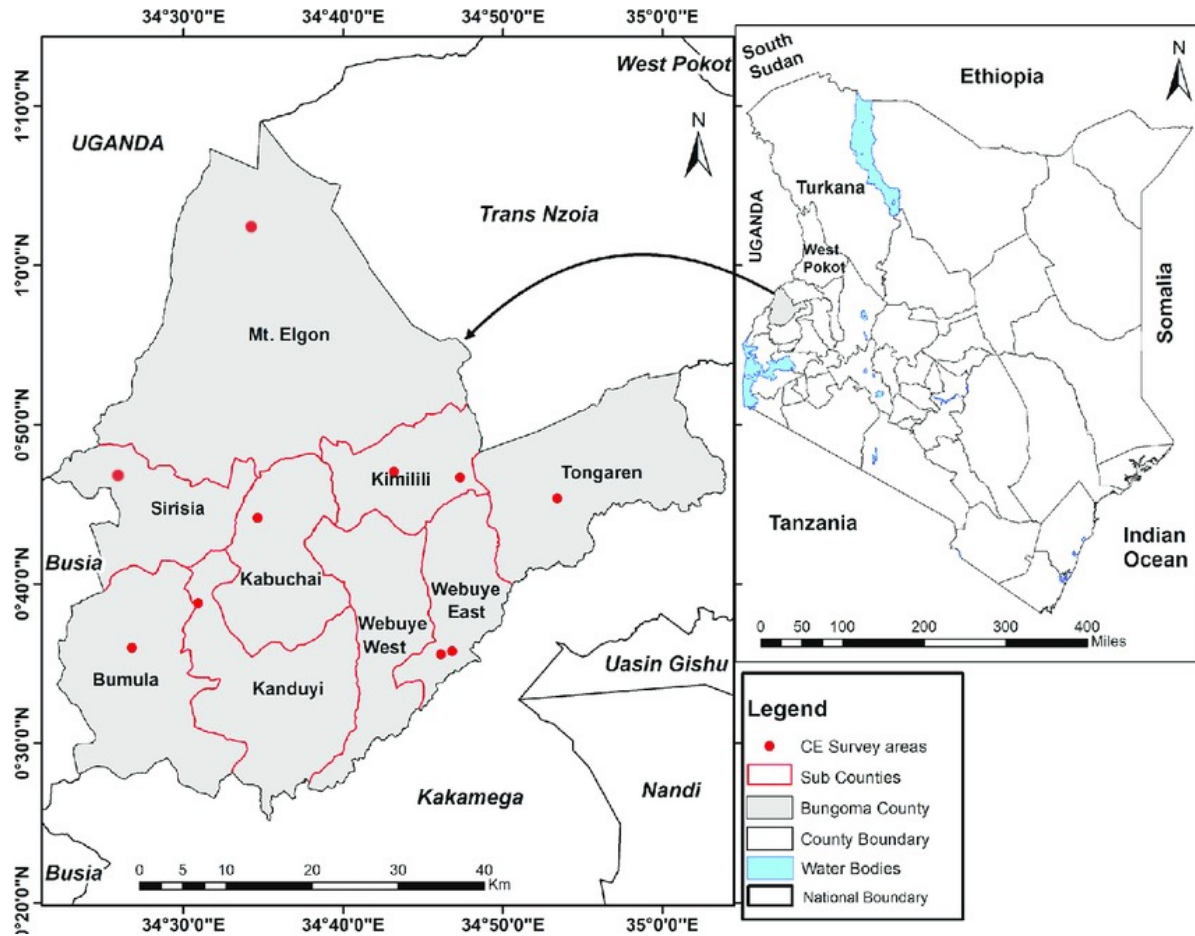 34°30'0"E
34°40'0"E
34°50'0"E
35°0'0"E
1°10'0"N
1°0'0"N
0°50'0"N
0°40'0"N
0°30'0"N
0°20'0"N
West Pokot
UGANDA
N
Trans Nzoia
Mt. Elgon
Kimilili
Tongaren
Sirisia
Busia
Kabuchai
Webuye
East
Webuye
West
Bumula
Kanduyi
Uasin Gishu
Kakamega
Nandi
Busia
0
10
20
30
40
Km
34°30'0"E
34°40'0"E
34°50'0"E
35°0'0"E
South
Sudan
Ethiopia
N
Turkana
UGANDA
West
Pokot
Somalia
Tanzania
Indian
Ocean
0
50
100
200
300
400
Miles
Legend
CE Survey areas
Sub Counties
Bungoma County
County Boundary
Water Bodies
National Boundary